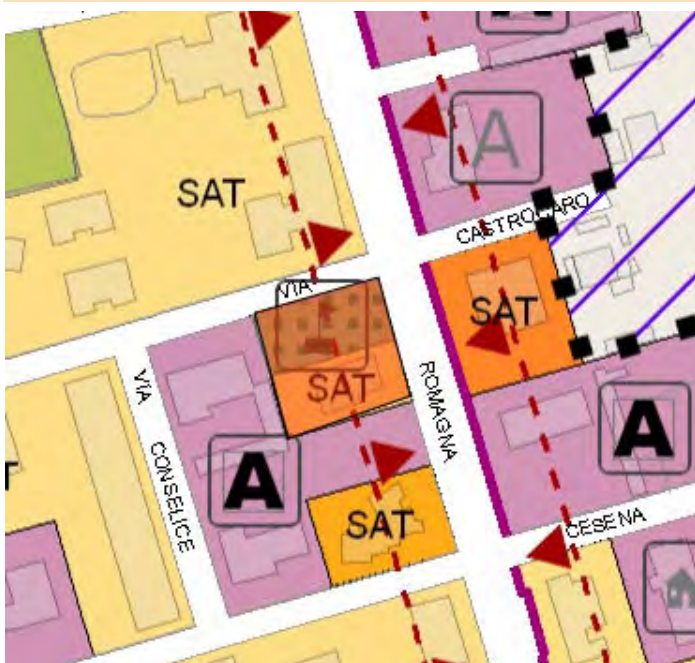 A
A
SAT
CASTROCARO
VIA
SAT
SAT
VIA
ROMAGNA
A
A
CONSELICE
T
SAT
CESENA